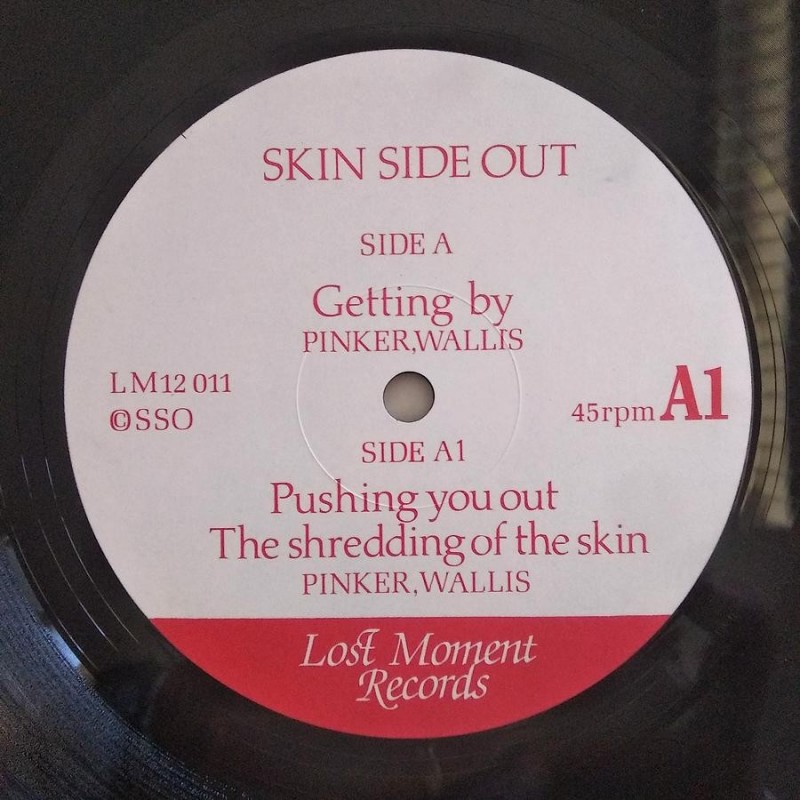 SKIN SIDE OUT
SIDE A
Getting by
PINKER,WALLIS
LM12 011
©SSO
45rpm A1
SIDE A1
Pushing you out
The shredding of the skin
PINKER,WALLIS
Lost Moment
Records